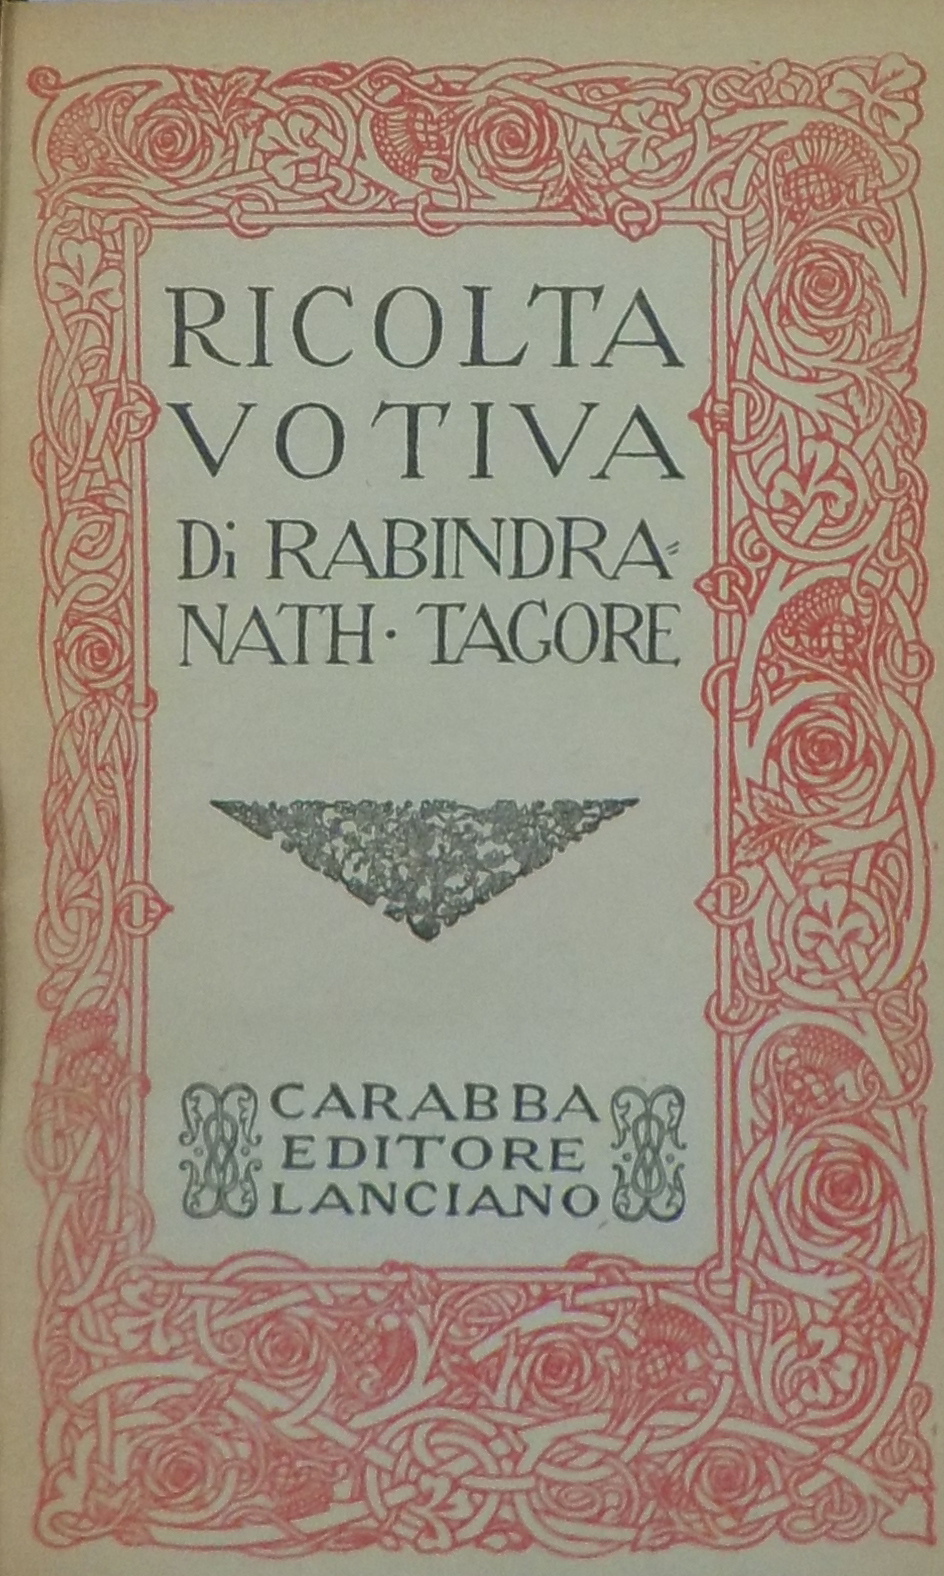 RICOLTA
VOTIVA
Di RABINDRA=
NATH · TAGORE
CARABBA
EDITORE
LANCIANO